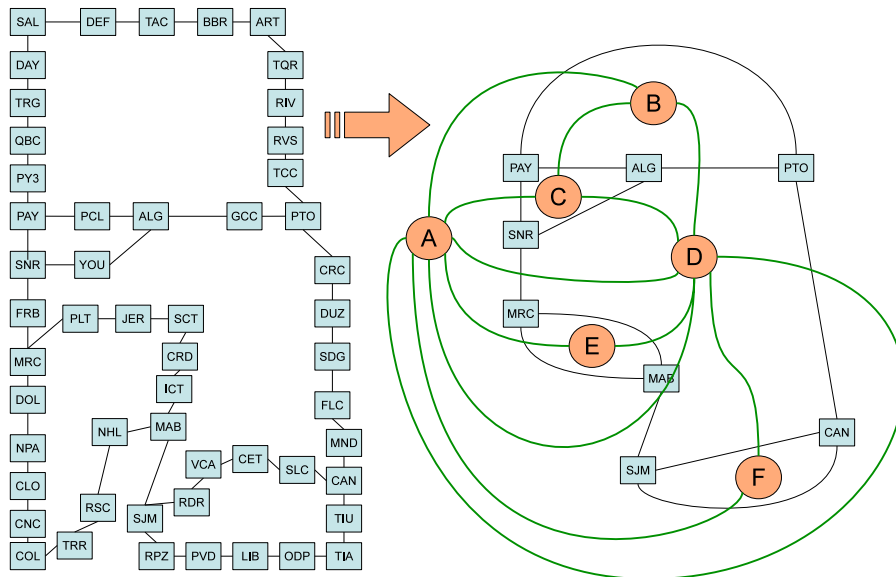 SAL DEF TAC BBR ART
DAY TQR
TRG RIV
QBC RVS
PY3 TCC
PAY PCL ALG GCC PTO
SNR YOU CRC
FRB PLT JER SCT DUZ
MRC CRD SDG
DOL ICT FLC
NPA NHL MAB MND
CLO VCA CET SLC CAN
CNC RSC SJM RDR TIU
COL TRR RPZ PVD LIB ODP TIA
B
PAY ALG PTO
C
SNR A D
MRC E
MAB
CAN
SJM F